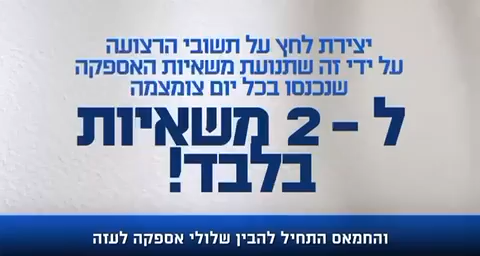 יצירת לחץ על תשובי הרצועה
על ידי זה שתנועת משאיות האספקה
שנכנסו בכל יום צומצמה
ל - 2 משאיות
בלבד!
והחמאס התחיל להבין שלולי אספקה לעזה